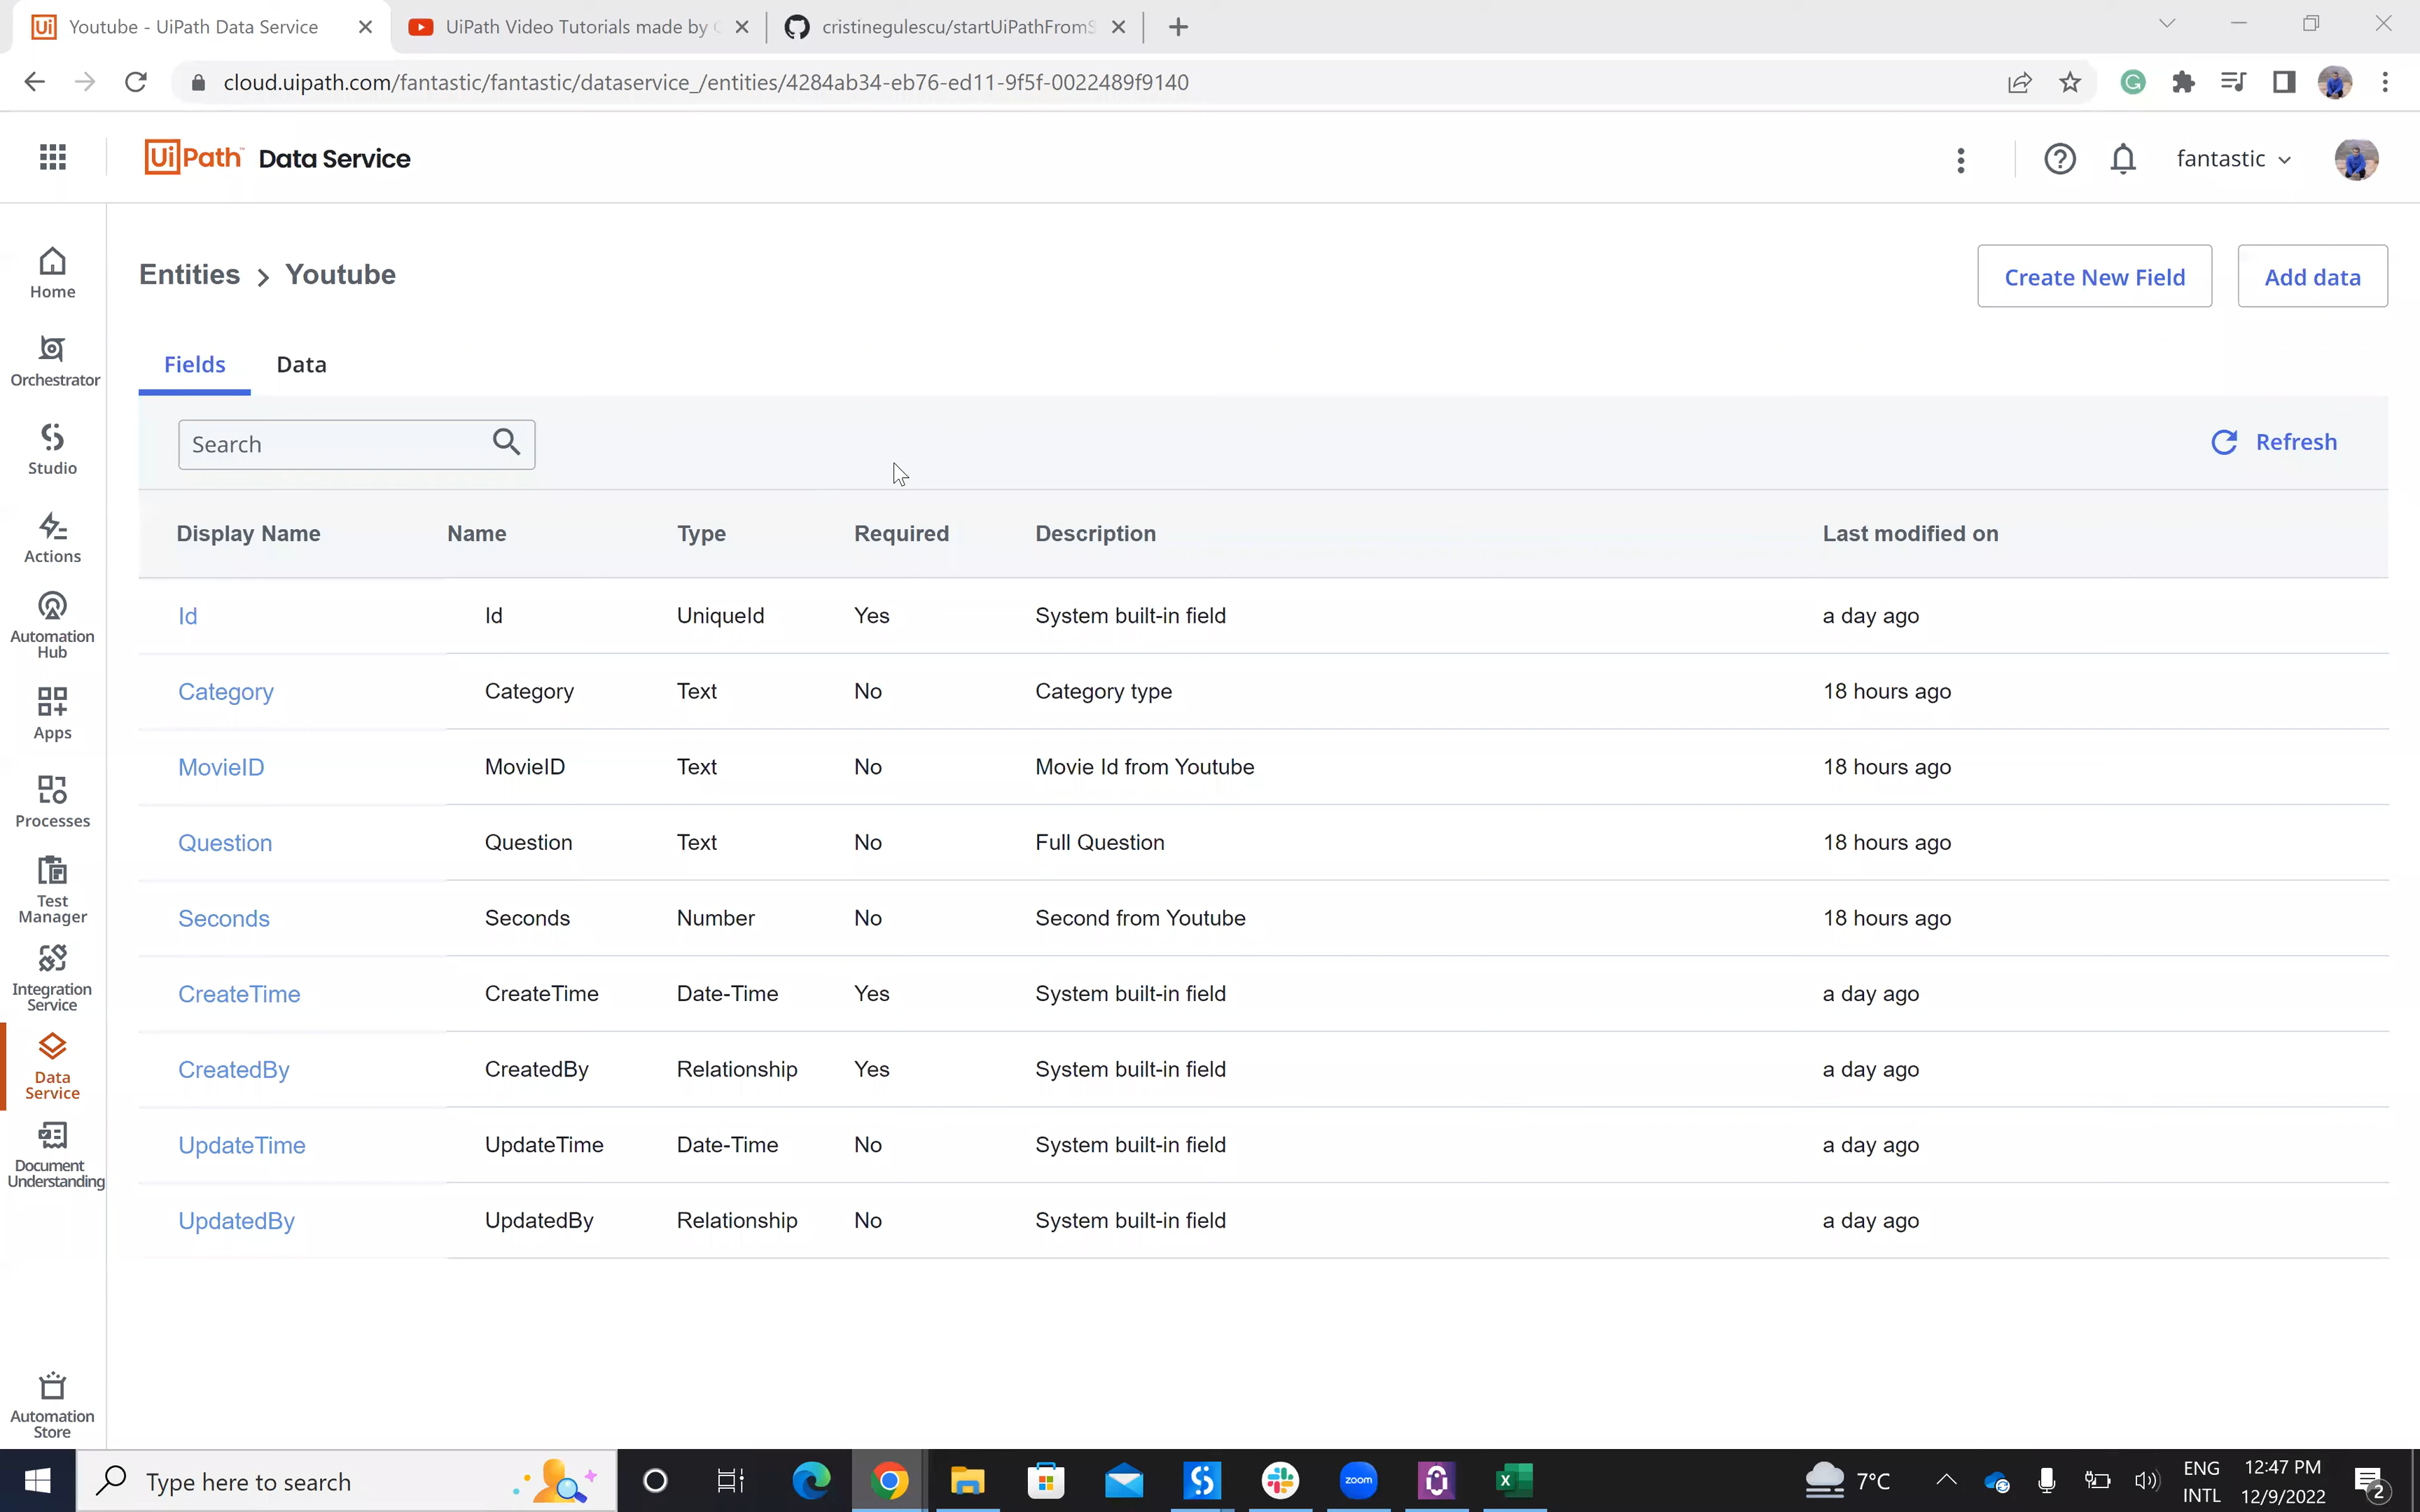 Youtube - UiPath Data Service
UiPath Video Tutorials made by
cristinegulescu/startUiPathFromS
cloud.uipath.com/fantastic/fantastic/dataservice_/entities/4284ab34-eb76-ed11-9f5f-0022489f9140
UiPath™ Data Service
fantastic
Home
Orchestrator
Studio
Actions
Automation
Hub
Apps
Processes
Test
Manager
Integration
Service
Data
Service
Document
Understanding
Automation
Store
Entities > Youtube
Create New Field
Add data
Fields Data
Search
Refresh
Display Name Name Type Required Description Last modified on
Id Id UniqueId Yes System built-in field a day ago
Category Category Text No Category type 18 hours ago
MovieID MovieID Text No Movie Id from Youtube 18 hours ago
Question Question Text No Full Question 18 hours ago
Seconds Seconds Number No Second from Youtube 18 hours ago
CreateTime CreateTime Date-Time Yes System built-in field a day ago
CreatedBy CreatedBy Relationship Yes System built-in field a day ago
UpdateTime UpdateTime Date-Time No System built-in field a day ago
UpdatedBy UpdatedBy Relationship No System built-in field a day ago
Type here to search
zoom
7°C
ENG
INTL
12:47 PM
12/9/2022
2